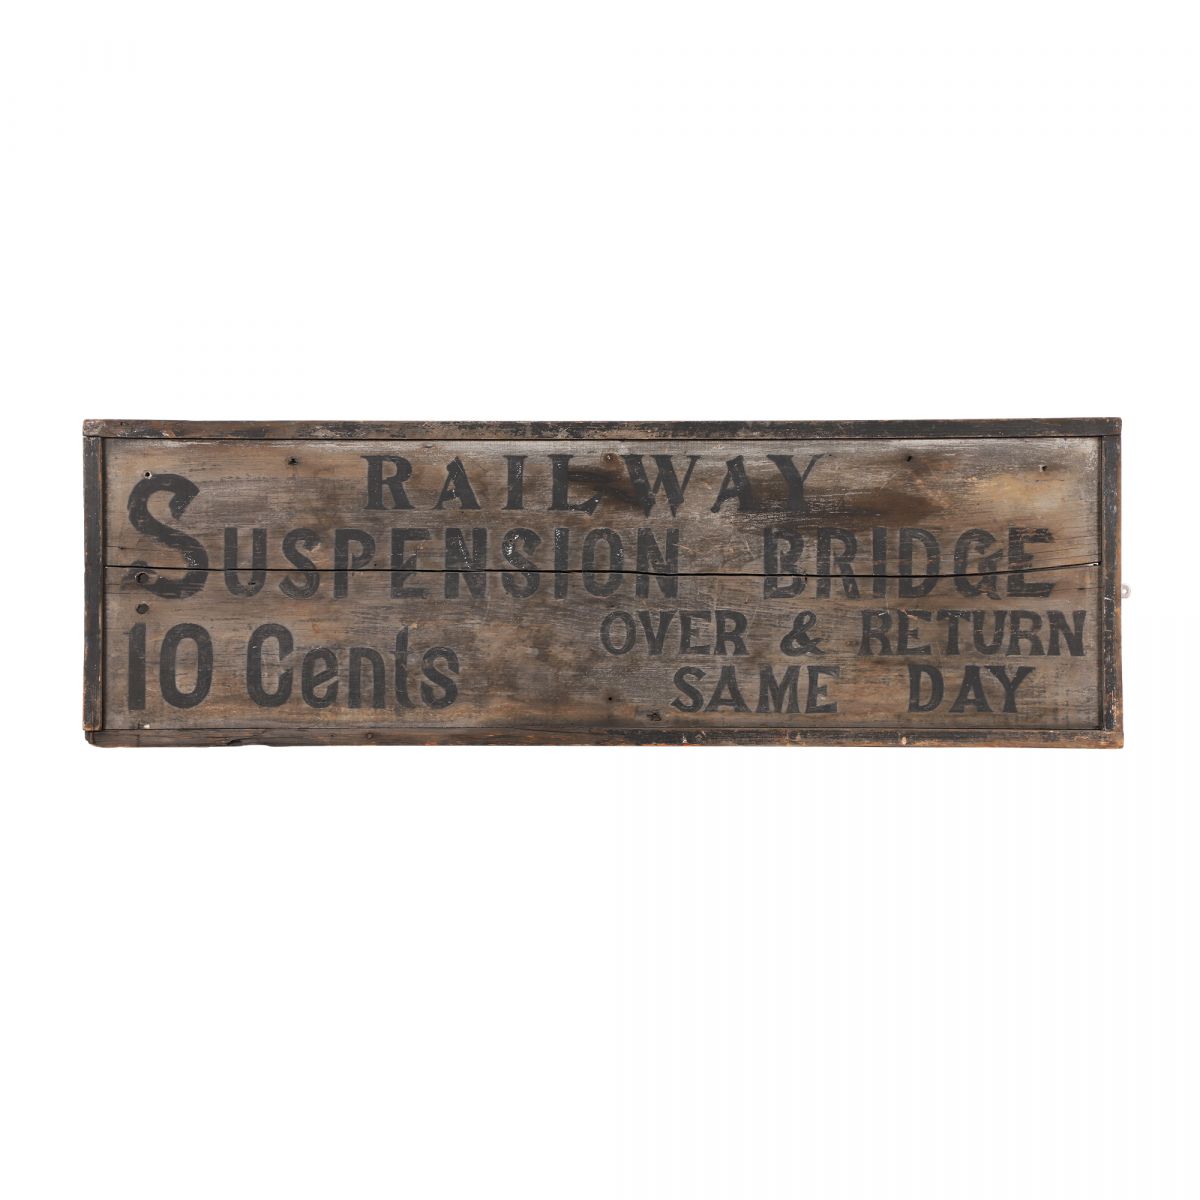 RAILWAY
SUSPENSION BRIDGE
10 Cents OVER & RETURN
SAME DAY